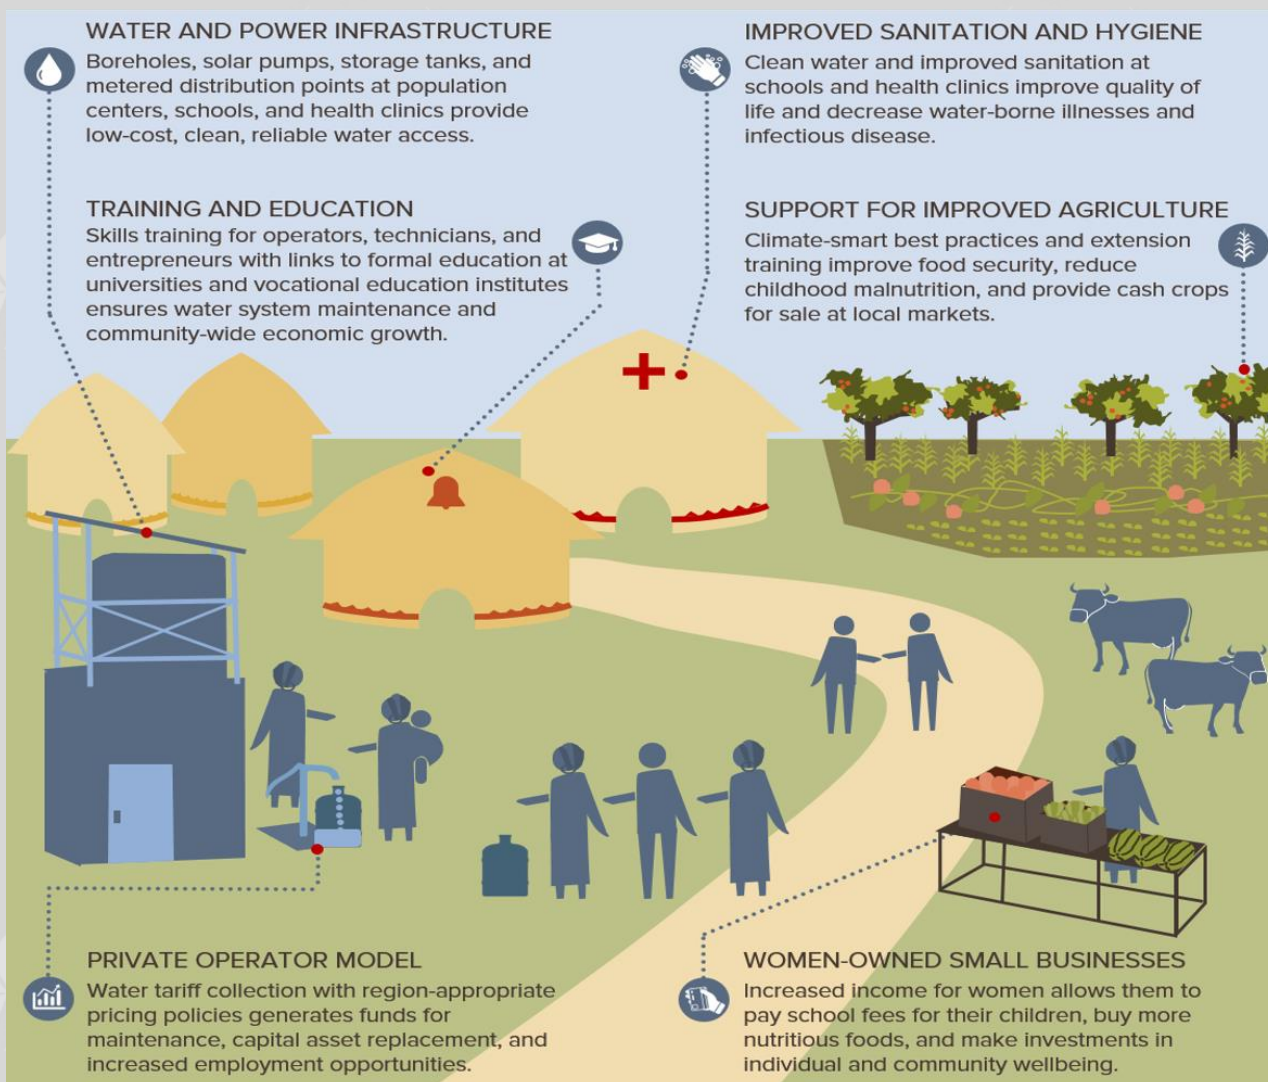 WATER AND POWER INFRASTRUCTURE
Boreholes, solar pumps, storage tanks, and
metered distribution points at population
centers, schools, and health clinics provide
low-cost, clean, reliable water access.
IMPROVED SANITATION AND HYGIENE
Clean water and improved sanitation at
schools and health clinics improve quality of
life and decrease water-borne illnesses and
infectious disease.
TRAINING AND EDUCATION
Skills training for operators, technicians, and
entrepreneurs with links to formal education at
universities and vocational education institutes
ensures water system maintenance and
community-wide economic growth.
SUPPORT FOR IMPROVED AGRICULTURE
Climate-smart best practices and extension
training improve food security, reduce
childhood malnutrition, and provide cash crops
for sale at local markets.
PRIVATE OPERATOR MODEL
Water tariff collection with region-appropriate
pricing policies generates funds for
maintenance, capital asset replacement, and
increased employment opportunities.
WOMEN-OWNED SMALL BUSINESSES
Increased income for women allows them to
pay school fees for their children, buy more
nutritious foods, and make investments in
individual and community wellbeing.